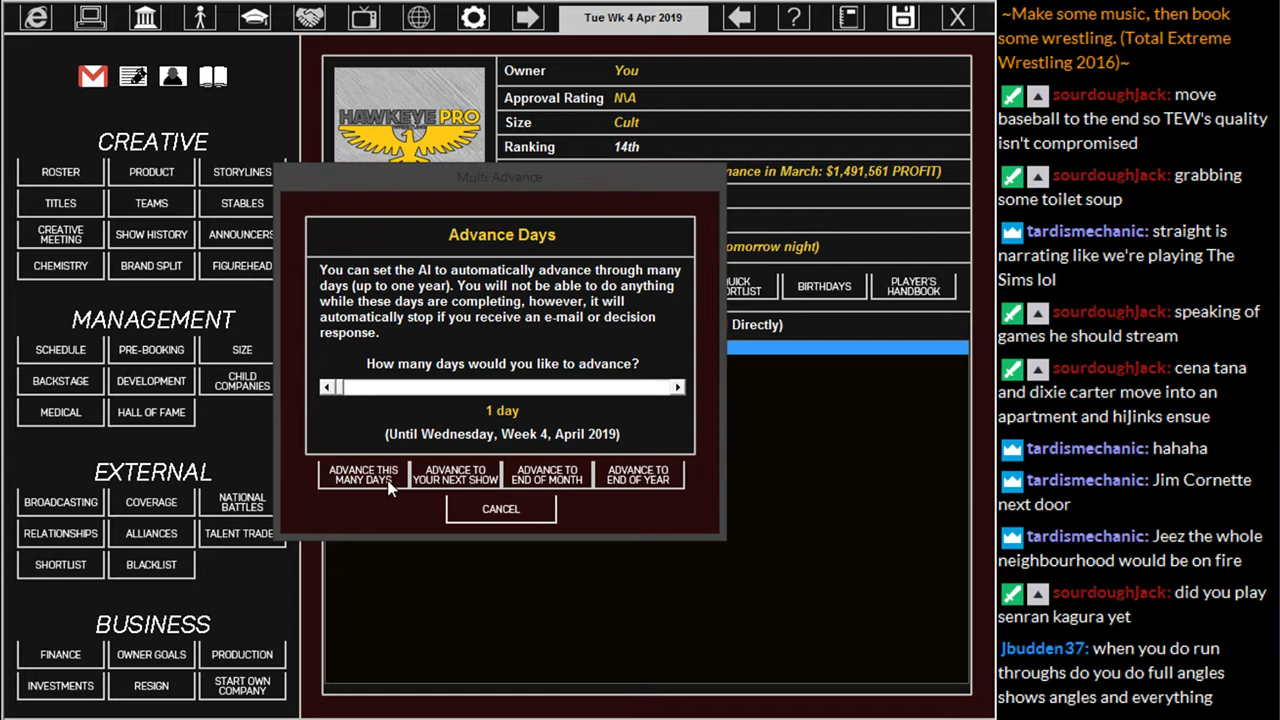 Tue Wk 4 Apr 2019
?
X
CREATIVE
ROSTER
PRODUCT
STORYLINES
TITLES
TEAMS
STABLES
CREATIVE
MEETING
SHOW HISTORY
ANNOUNCERS
CHEMISTRY
BRAND SPLIT
FIGUREHEAD
MANAGEMENT
SCHEDULE
PRE-BOOKING
SIZE
BACKSTAGE
DEVELOPMENT
CHILD
COMPANIES
MEDICAL
HALL OF FAME
EXTERNAL
BROADCASTING
COVERAGE
NATIONAL
BATTLES
RELATIONSHIPS
ALLIANCES
TALENT TRADE
SHORTLIST
BLACKLIST
BUSINESS
FINANCE
OWNER GOALS
PRODUCTION
INVESTMENTS
RESIGN
START OWN
COMPANY
HAWKEYE PRO
Owner You
Approval Rating N\A
Size Cult
Ranking 14th
mance in March: $1,491,561 PROFIT)
omorrow night)
UICK
ORTLIST
BIRTHDAYS
PLAYER'S
HANDBOOK
Directly)
Multi Advance
Advance Days
You can set the AI to automatically advance through many
days (up to one year). You will not be able to do anything
while these days are completing, however, it will
automatically stop if you receive an e-mail or decision
response.
How many days would you like to advance?
1 day
(Until Wednesday, Week 4, April 2019)
ADVANCE THIS
MANY DAYS
ADVANCE TO
YOUR NEXT SHOW
ADVANCE TO
END OF MONTH
ADVANCE TO
END OF YEAR
CANCEL
~Make some music, then book
some wrestling. (Total Extreme
Wrestling 2016)~
sourdoughJack: move
baseball to the end so TEW's quality
isn't compromised
sourdoughJack: grabbing
some toilet soup
tardismechanic: straight is
narrating like we're playing The
Sims lol
sourdoughJack: speaking of
games he should stream
sourdoughJack: cena tana
and dixie carter move into an
apartment and hiJinks ensue
tardismechanic: hahaha
tardismechanic: Jim Cornette
next door
tardismechanic: Jeez the whole
neighbourhood would be on fire
sourdoughJack: did you play
senran kagura yet
Jbudden37: when you do run
throughs do you do full angles
shows angles and everything